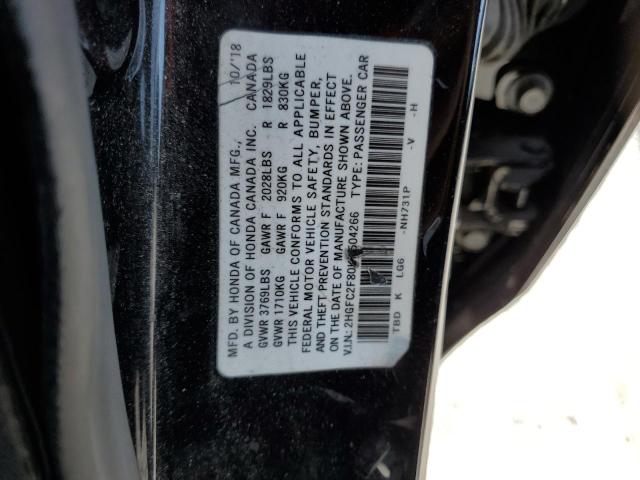 MFD. BY HONDA OF CANADA MFG., 10/'18
A DIVISION OF HONDA CANADA INC. CANADA
GVWR 3769LBS GAWR F 2028LBS R 1829LBS
GVWR 1710KG GAWR F 920KG R 830KG
THIS VEHICLE CONFORMS TO ALL APPLICABLE
FEDERAL MOTOR VEHICLE SAFETY, BUMPER,
AND THEFT PREVENTION STANDARDS IN EFFECT
ON THE DATE OF MANUFACTURE SHOWN ABOVE.
V.I.N.: TYPE: PASSENGER CAR
TBD K LG6 -NH731P -V -H